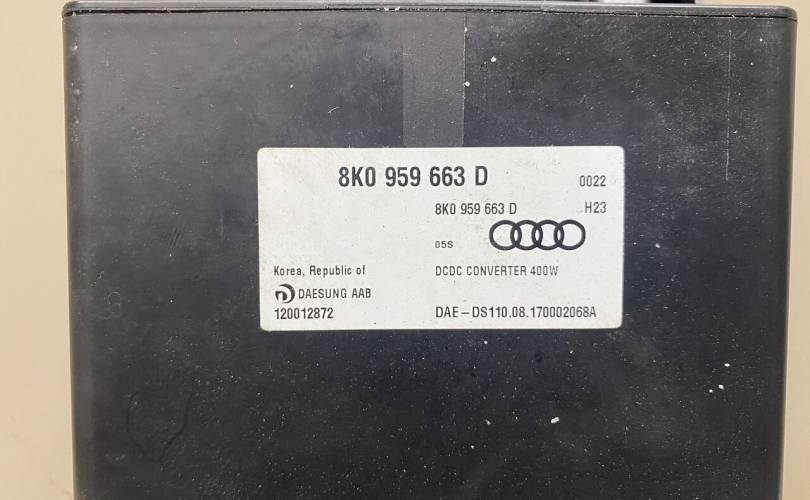 8K0 959 663 D 0022
8K0 959 663 D H23
05S
Korea, Republic of DCDC CONVERTER 400W
DAESUNG AAB
120012872 DAE-DS110.08.170002068A